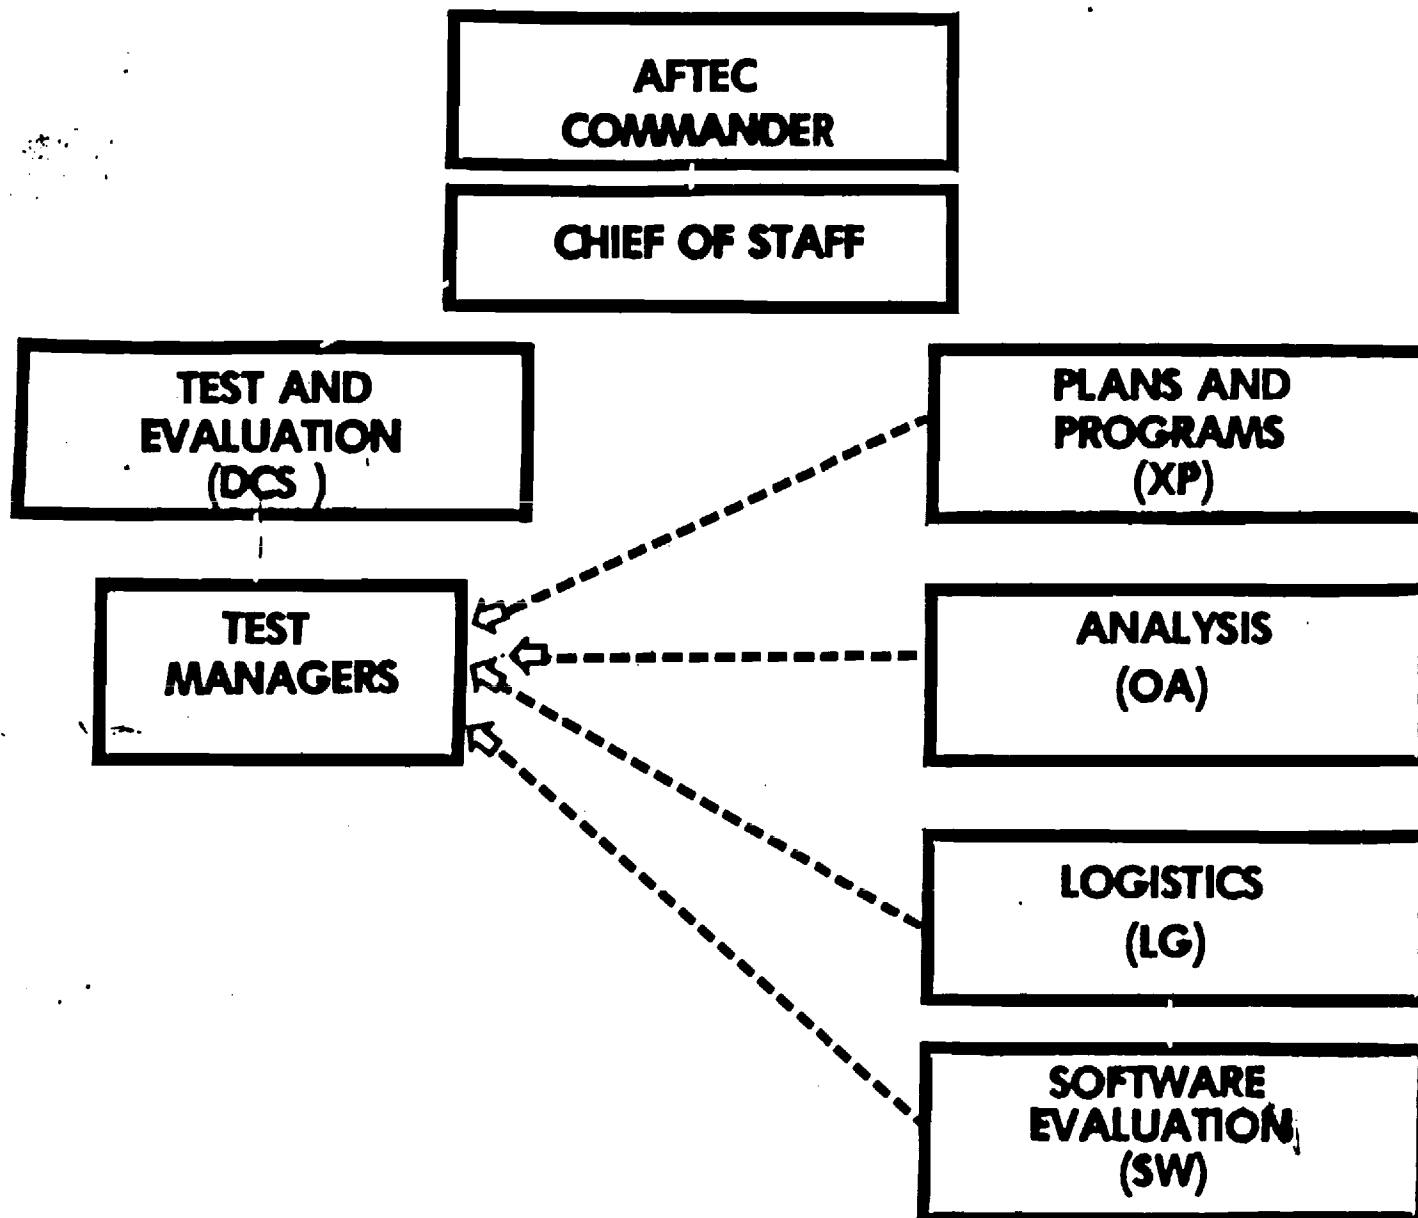 AFTEC
COMMANDER
CHIEF OF STAFF
TEST AND
EVALUATION
(DCS )
PLANS AND
PROGRAMS
(XP)
TEST
MANAGERS
ANALYSIS
(OA)
LOGISTICS
(LG)
SOFTWARE
EVALUATION
(SW)